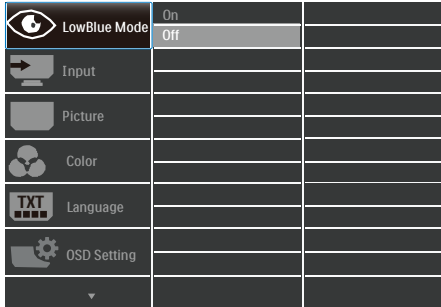 LowBlue Mode
On
Off
Input
Picture
Color
TXT
Language
OSD Setting